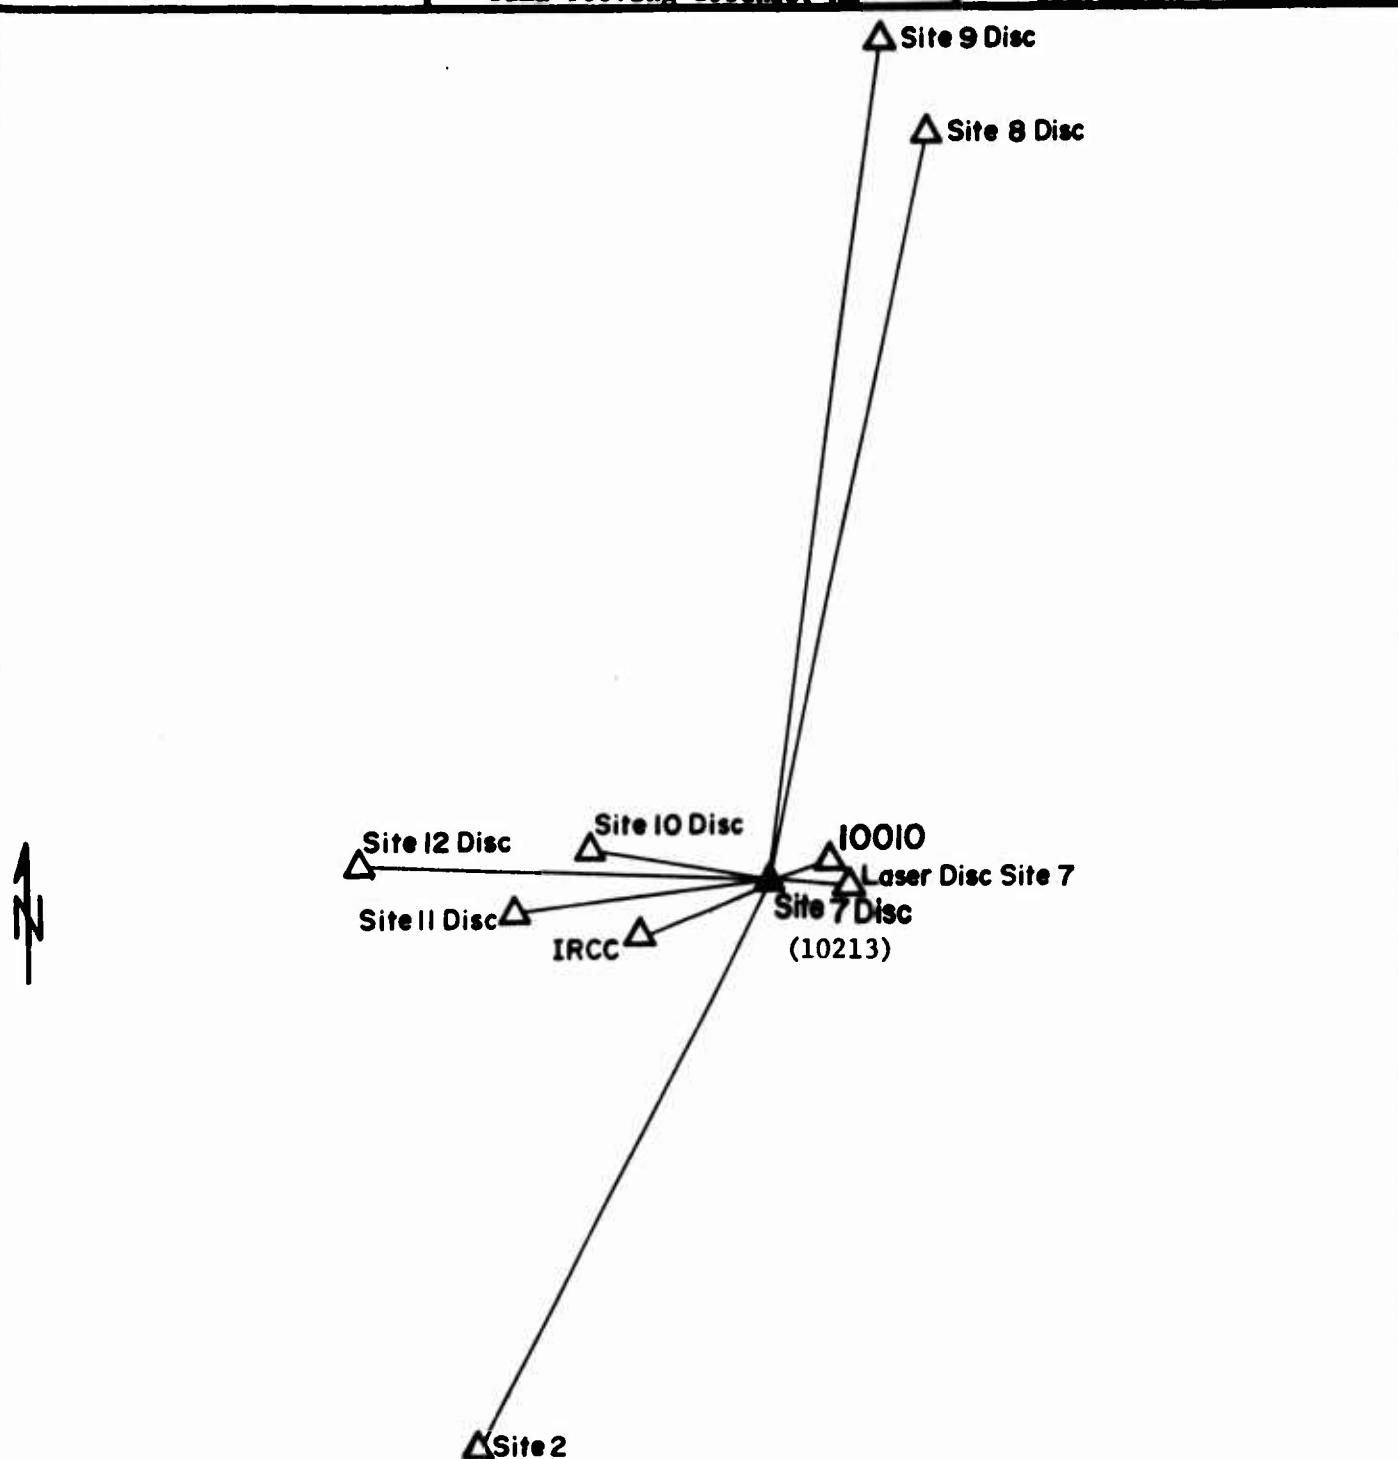 Site 9 Disc
Site 8 Disc
Site 10 Disc
10010
Site 12 Disc
Laser Disc Site 7
Site 7 Disc
Site 11 Disc
(10213)
IRCC
N
Site 2